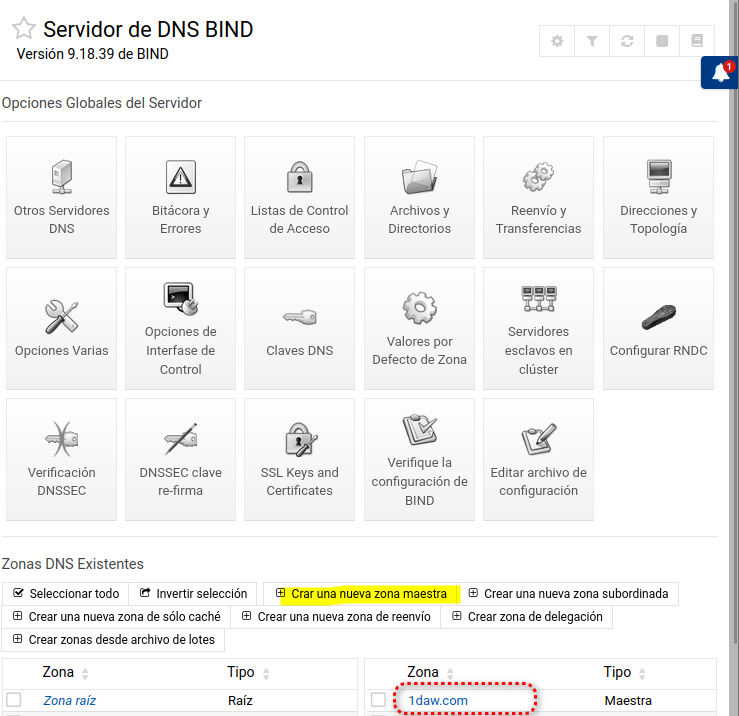 Servidor de DNS BIND
Versión 9.18.39 de BIND
1
Opciones Globales del Servidor
Otros Servidores
DNS
Bitácora y
Errores
Listas de Control
de Acceso
Archivos y
Directorios
Reenvío y
Transferencias
Direcciones y
Topología
Opciones Varias
Opciones de
Interfase de
Control
Claves DNS
Valores por
Defecto de Zona
Servidores
esclavos en
clúster
Configurar RNDC
Verificación
DNSSEC
DNSSEC clave
re-firma
SSL Keys and
Certificates
Verifique la
configuración de
BIND
Editar archivo de
configuración
Zonas DNS Existentes
Seleccionar todo Invertir selección Crar una nueva zona maestra Crear una nueva zona subordinada
Crear una nueva zona de sólo caché Crear una nueva zona de reenvío Crear zona de delegación
Crear zonas desde archivo de lotes
Zona Tipo Zona Tipo
Zona raíz Raíz 1daw.com Maestra